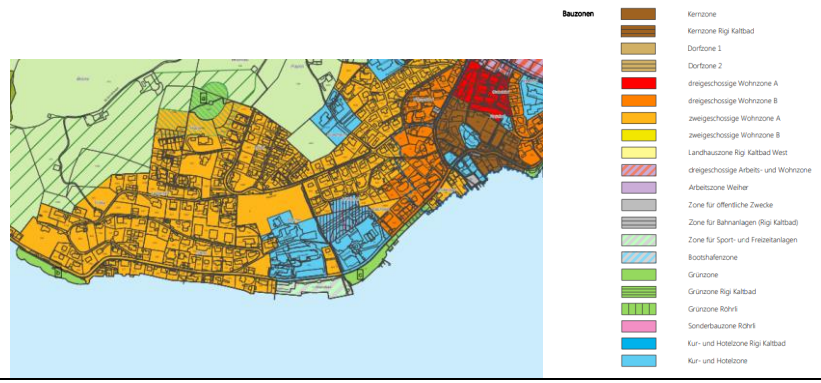 Bauzonen
Kernzone
Kernzone Rigi Kaltbad
Dorfzone 1
Dorfzone 2
dreigeschossige Wohnzone A
dreigeschossige Wohnzone B
zweigeschossige Wohnzone A
zweigeschossige Wohnzone B
Landhauszone Rigi Kaltbad West
dreigeschossige Arbeits- und Wohnzone
Arbeitszone Weiher
Zone für öffentliche Zwecke
Zone für Bahnanlagen (Rigi Kaltbad)
Zone für Sport- und Freizeitanlagen
Bootshafenzone
Grünzone
Grünzone Rigi Kaltbad
Grünzone Röhrli
Sonderbauzone Röhrli
Kur- und Hotelzone Rigi Kaltbad
Kur- und Hotelzone